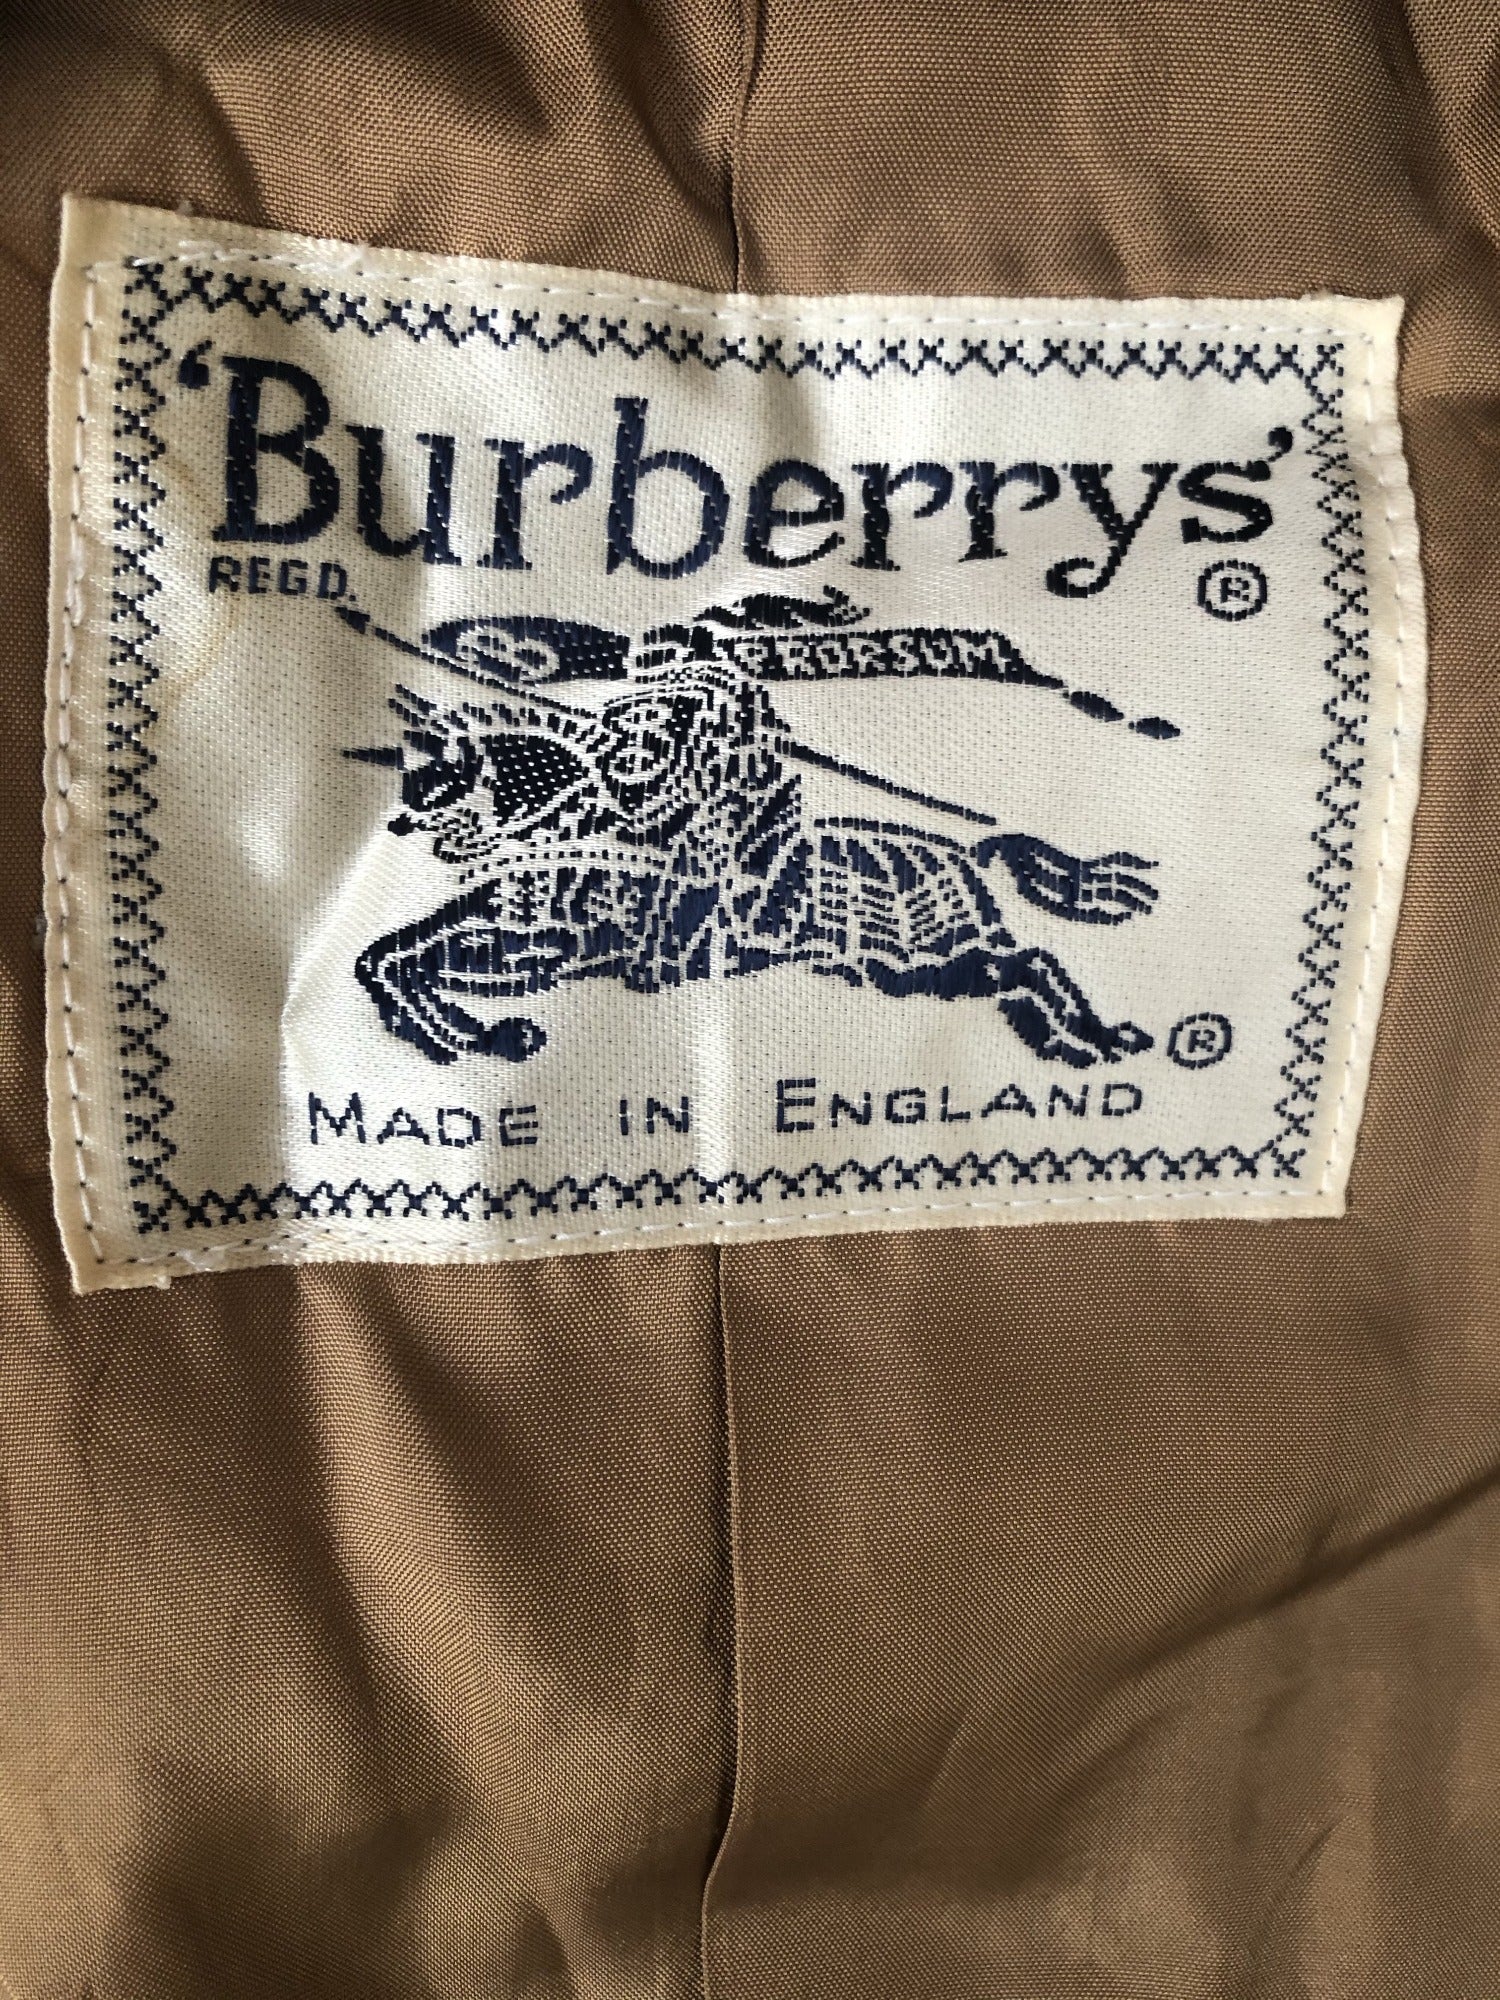 ‘Burberrys’
REGD. ®
PRORSUM
®
MADE IN ENGLAND